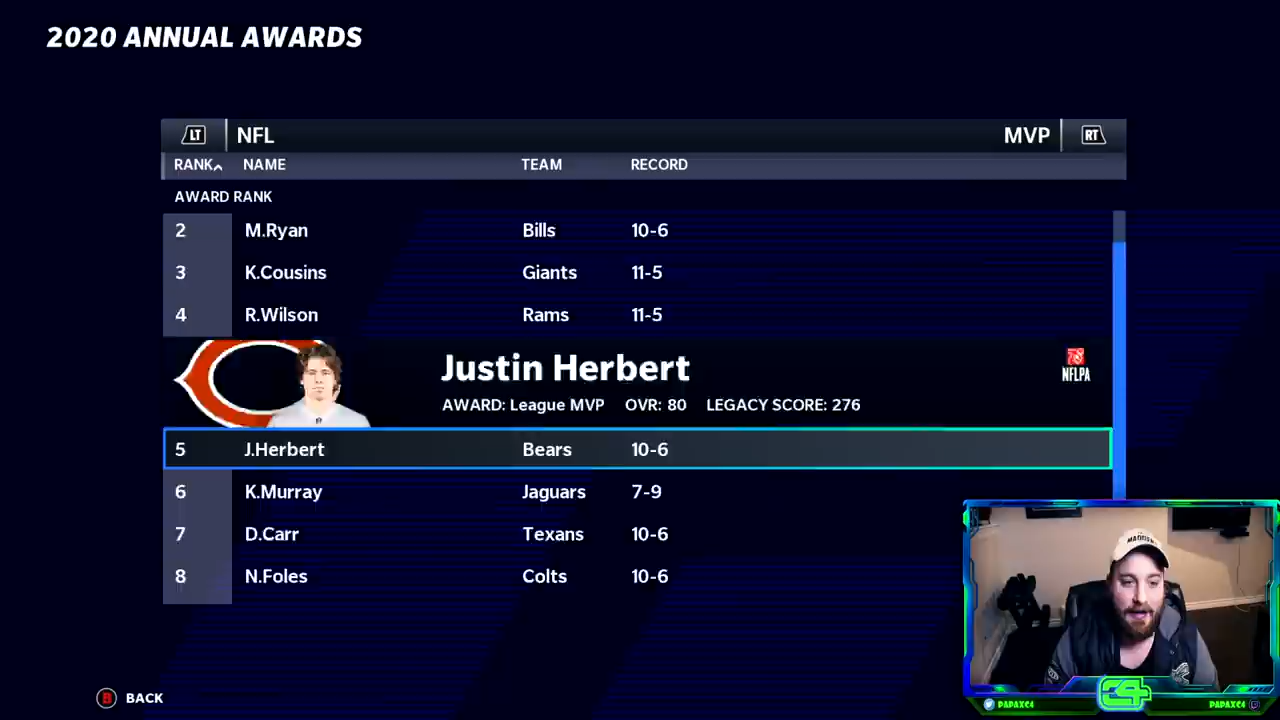 2020 ANNUAL AWARDS
LT NFL MVP RT
RANK NAME TEAM RECORD
AWARD RANK
2 M.Ryan Bills 10-6
3 K.Cousins Giants 11-5
4 R.Wilson Rams 11-5
Justin Herbert
NFLPA
AWARD: League MVP OVR: 80 LEGACY SCORE: 276
5 J.Herbert Bears 10-6
6 K.Murray Jaguars 7-9
7 D.Carr Texans 10-6
8 N.Foles Colts 10-6
MADDEN
B BACK
C4
PAPAXC4 PAPAXC4